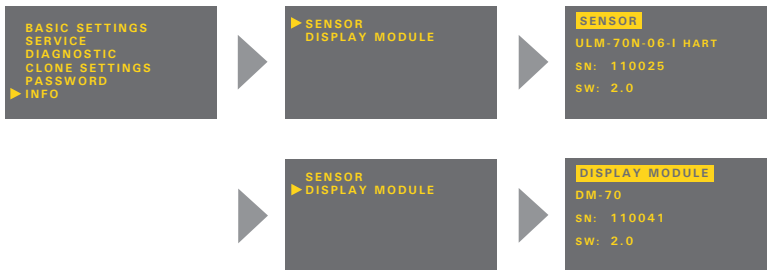 BASIC SETTINGS
SERVICE
DIAGNOSTIC
CLONE SETTINGS
PASSWORD
INFO
SENSOR
DISPLAY MODULE
SENSOR
ULM-70N-06-I HART
SN: 110025
SW: 2.0
SENSOR
DISPLAY MODULE
DISPLAY MODULE
DM-70
SN: 110041
SW: 2.0